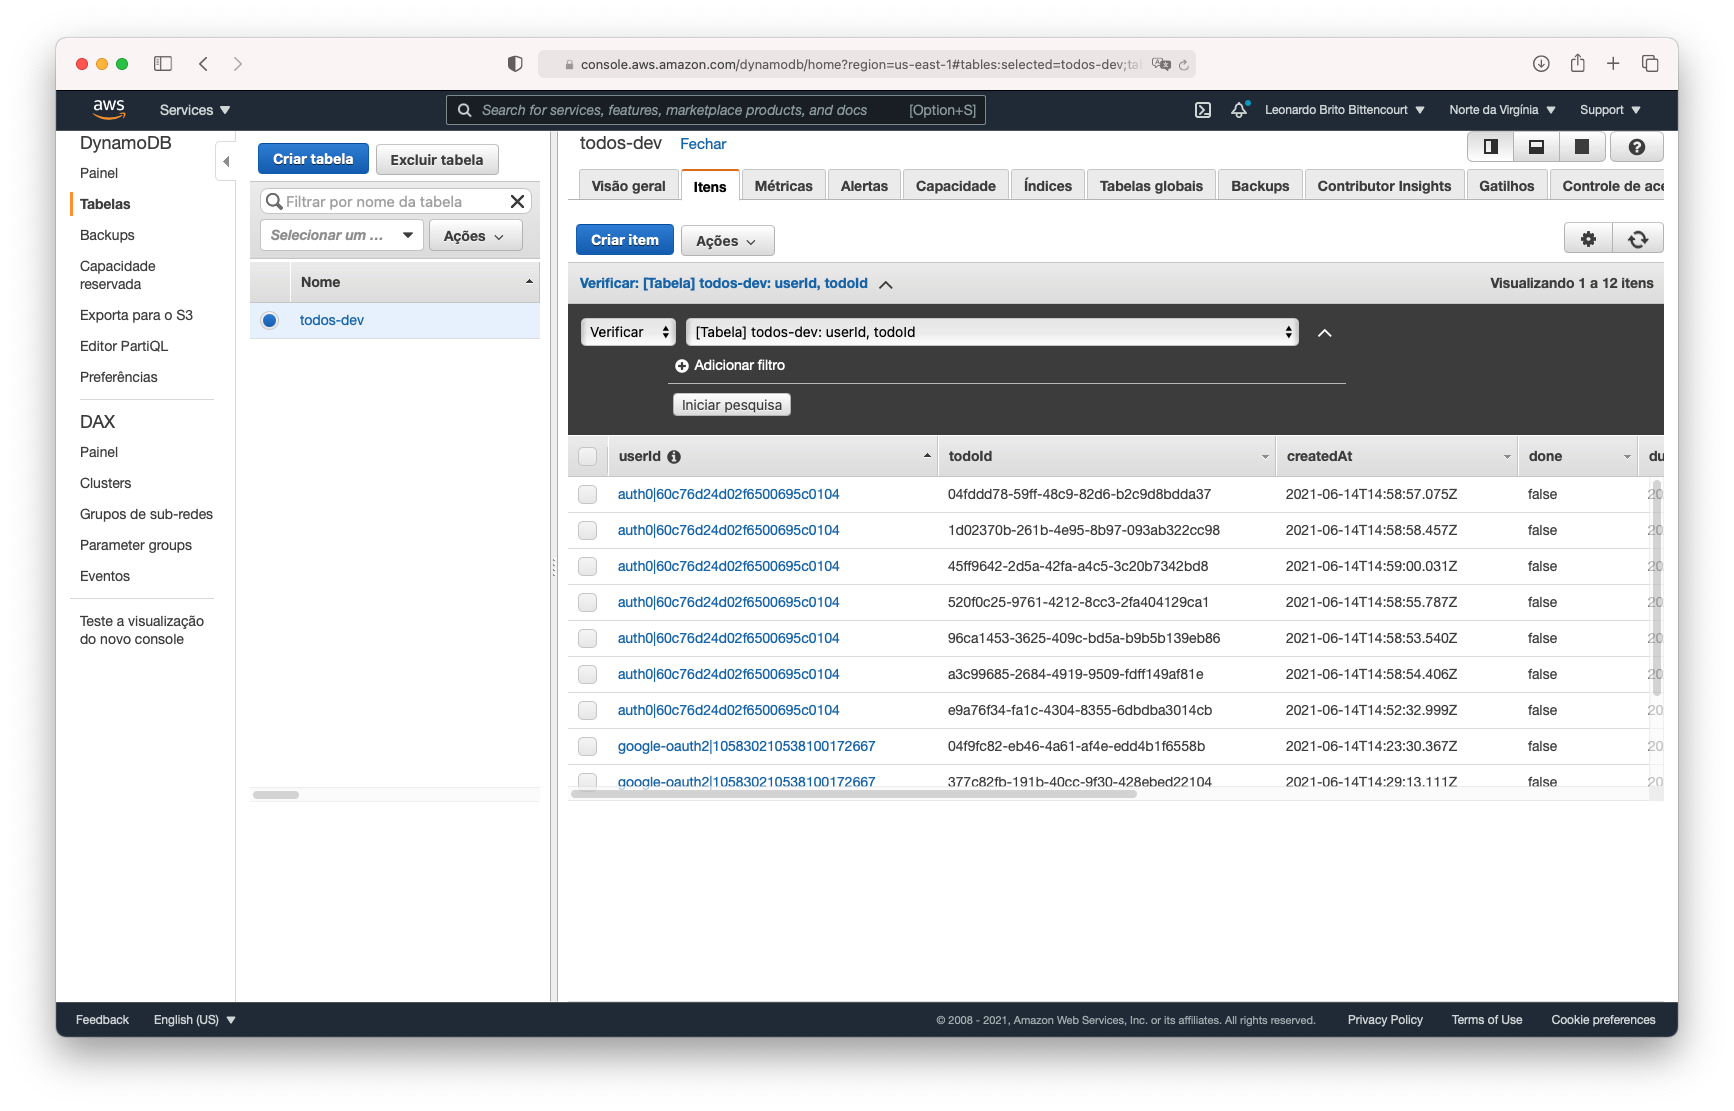 console.aws.amazon.com/dynamodb/home?region=us-east-1#tables:selected=todos-dev;ta
aws Services Search for services, features, marketplace products, and docs [Option+S] Leonardo Brito Bittencourt Norte da Virgínia Support
DynamoDB
Painel
Tabelas
Backups
Capacidade
reservada
Exporta para o S3
Editor PartiQL
Preferências
DAX
Painel
Clusters
Grupos de sub-redes
Parameter groups
Eventos
Teste a visualização
do novo console
Criar tabela Excluir tabela
Filtrar por nome da tabela
Selecionar um ... Ações
Nome
todos-dev
todos-dev Fechar
Visão geral Itens Métricas Alertas Capacidade Índices Tabelas globais Backups Contributor Insights Gatilhos Controle de ace
Criar item Ações
Verificar: [Tabela] todos-dev: userId, todoId Visualizando 1 a 12 itens
Verificar [Tabela] todos-dev: userId, todoId
Adicionar filtro
Iniciar pesquisa
userId todoId createdAt done du
auth0|60c76d24d02f6500695c0104 04fddd78-59ff-48c9-82d6-b2c9d8bdda37 2021-06-14T14:58:57.075Z false 20
auth0|60c76d24d02f6500695c0104 1d02370b-261b-4e95-8b97-093ab322cc98 2021-06-14T14:58:58.457Z false 20
auth0|60c76d24d02f6500695c0104 45ff9642-2d5a-42fa-a4c5-3c20b7342bd8 2021-06-14T14:59:00.031Z false 20
auth0|60c76d24d02f6500695c0104 520f0c25-9761-4212-8cc3-2fa404129ca1 2021-06-14T14:58:55.787Z false 20
auth0|60c76d24d02f6500695c0104 96ca1453-3625-409c-bd5a-b9b5b139eb86 2021-06-14T14:58:53.540Z false 20
auth0|60c76d24d02f6500695c0104 a3c99685-2684-4919-9509-fdff149af81e 2021-06-14T14:58:54.406Z false 20
auth0|60c76d24d02f6500695c0104 e9a76f34-fa1c-4304-8355-6dbdba3014cb 2021-06-14T14:52:32.999Z false 20
google-oauth2|105830210538100172667 04f9fc82-eb46-4a61-af4e-edd4b1f6558b 2021-06-14T14:23:30.367Z false 20
google-oauth2|105830210538100172667 377c82fb-191b-40cc-9f30-428ebed22104 2021-06-14T14:29:13.111Z false 20
Feedback English (US) © 2008 - 2021, Amazon Web Services, Inc. or its affiliates. All rights reserved. Privacy Policy Terms of Use Cookie preferences